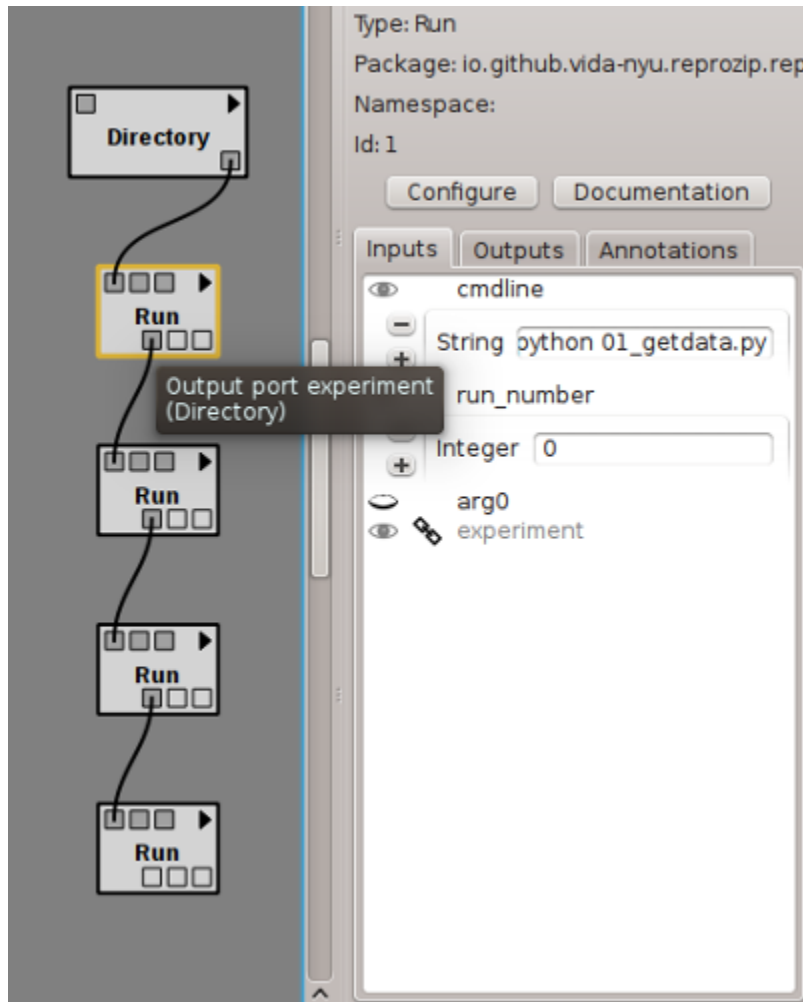 Directory
Run
Output port experiment
(Directory)
Run
Run
Run
Type: Run
Package: io.github.vida-nyu.reprozip.rep
Namespace:
Id: 1
Configure Documentation
Inputs Outputs Annotations
cmdline
String python 01_getdata.py
run_number
Integer 0
arg0
experiment